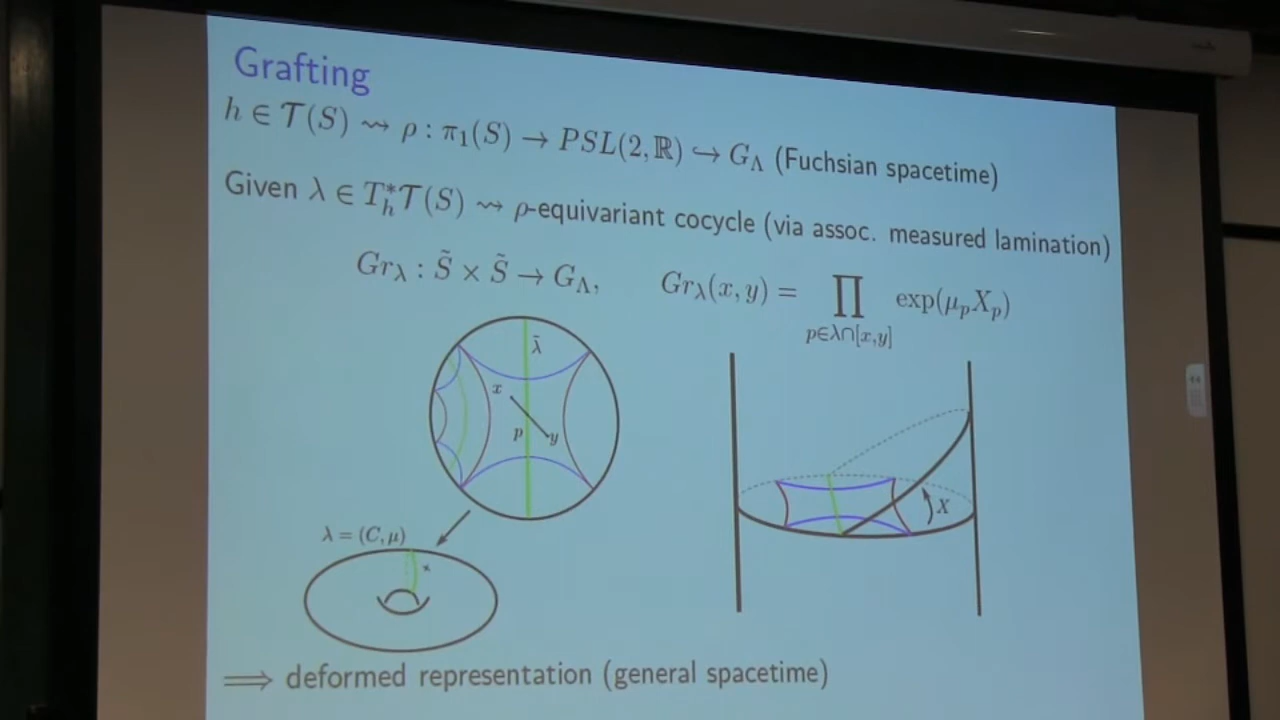 Grafting
h ∈ 𝒯(S) ⇝ ρ : π₁(S) → PSL(2, ℝ) ↪ G_Λ (Fuchsian spacetime)
Given λ ∈ T*_h 𝒯(S) ⇝ ρ-equivariant cocycle (via assoc. measured lamination)
Gr_λ : S̃ × S̃ → G_Λ, Gr_λ(x, y) = ∏_{p∈λ∩[x,y]} exp(μ_p X_p)
λ̃
x
p y
X
λ = (C, μ)
⟹ deformed representation (general spacetime)